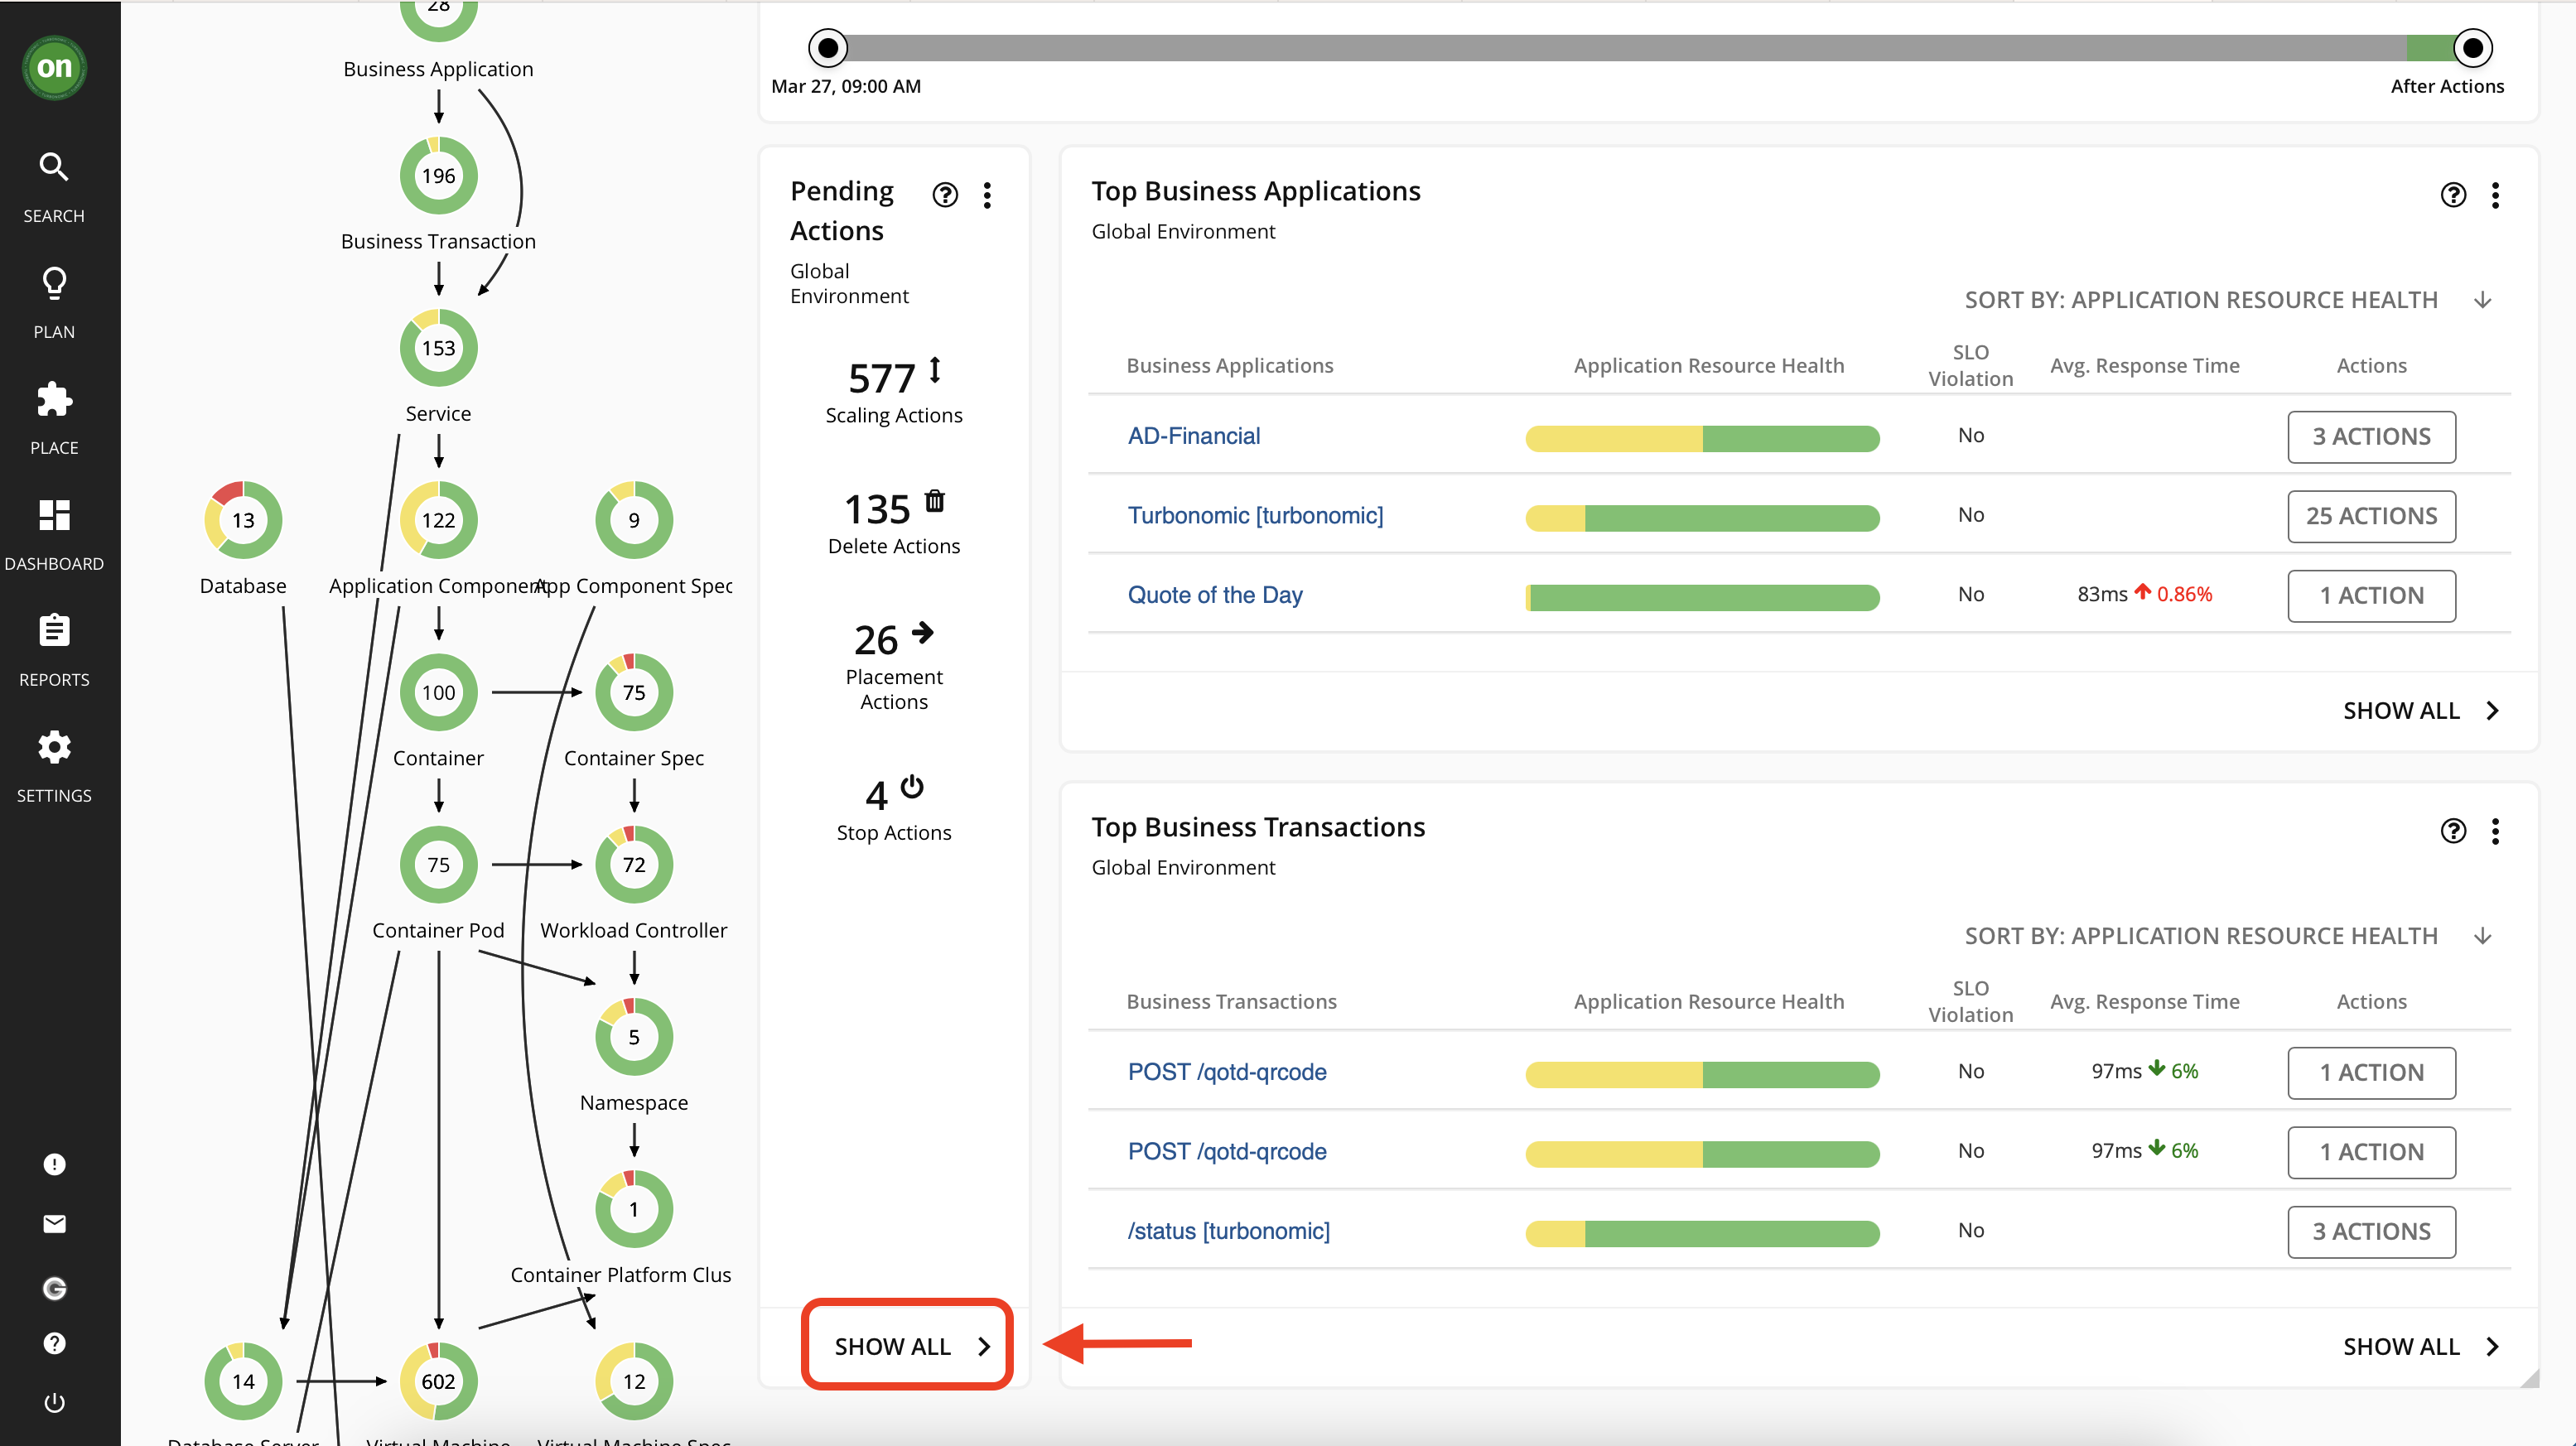 on
SEARCH
PLAN
PLACE
DASHBOARD
REPORTS
SETTINGS
28
Business Application
196
Business Transaction
153
Service
13
Database
122
Application Component
9
App Component Spec
100
Container
75
Container Spec
75
Container Pod
72
Workload Controller
5
Namespace
1
Container Platform Clus
14
Database Server
602
Virtual Machine
12
Virtual Machine Spec
Mar 27, 09:00 AM
After Actions
Pending
Actions
Global
Environment
577
Scaling Actions
135
Delete Actions
26
Placement
Actions
4
Stop Actions
SHOW ALL
Top Business Applications
Global Environment
SORT BY: APPLICATION RESOURCE HEALTH
Business Applications Application Resource Health SLO Violation Avg. Response Time Actions
AD-Financial No 3 ACTIONS
Turbonomic [turbonomic] No 25 ACTIONS
Quote of the Day No 83ms 0.86% 1 ACTION
SHOW ALL
Top Business Transactions
Global Environment
SORT BY: APPLICATION RESOURCE HEALTH
Business Transactions Application Resource Health SLO Violation Avg. Response Time Actions
POST /qotd-qrcode No 97ms 6% 1 ACTION
POST /qotd-qrcode No 97ms 6% 1 ACTION
/status [turbonomic] No 3 ACTIONS
SHOW ALL